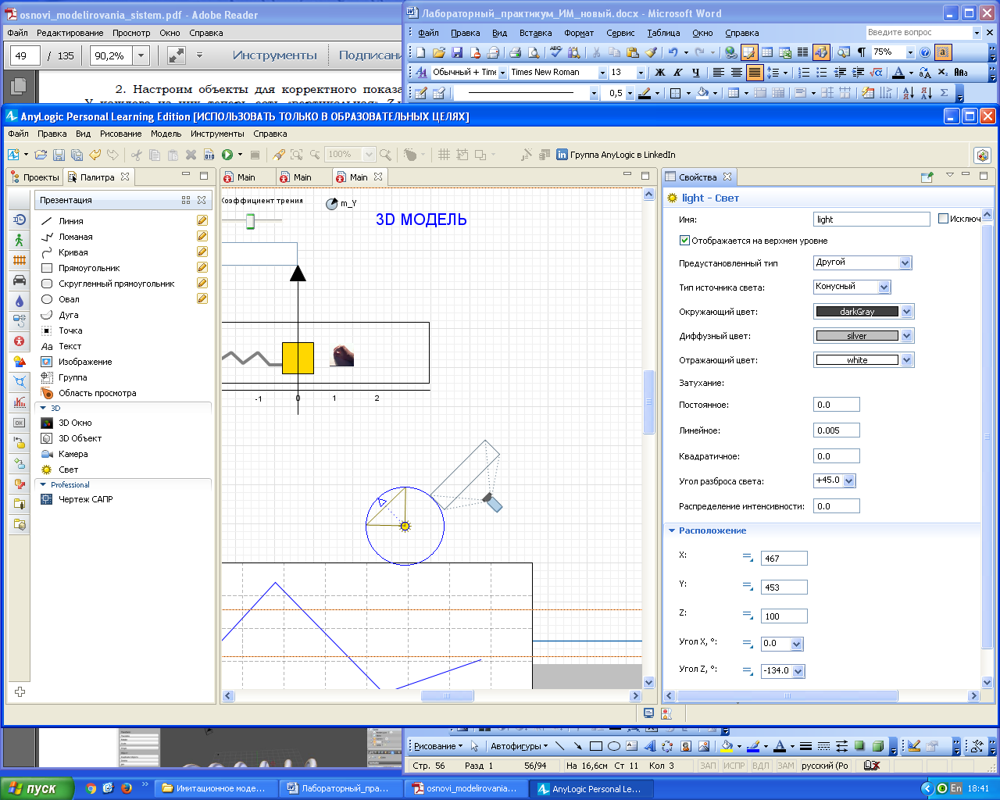 osnovi_modelirovania_sistem.pdf - Adobe Reader
Файл Редактирование Просмотр Окно Справка
49 / 135 90,2% Инструменты
2. Настроим объекты для корректного показа
Лабораторный_практикум_ИМ_новый.docx - Microsoft Word
Файл Правка Вид Вставка Формат Сервис Таблица Окно Справка Введите вопрос
75%
Обычный + Time Times New Roman 13 Ж К Ч
0,5
AnyLogic Personal Learning Edition [ИСПОЛЬЗОВАТЬ ТОЛЬКО В ОБРАЗОВАТЕЛЬНЫХ ЦЕЛЯХ]
Файл Правка Вид Рисование Модель Инструменты Справка
100% Группа AnyLogic в LinkedIn
Проекты Палитра
Презентация
Линия
Ломаная
Кривая
Прямоугольник
Скругленный прямоугольник
Овал
Дуга
Точка
Aa Текст
Изображение
Группа
Область просмотра
3D
3D Окно
3D Объект
Камера
Свет
Professional
Чертеж САПР
Main Main Main
Коэффициент трения m_Y
3D МОДЕЛЬ
-1 0 1 2
Свойства
light - Свет
Имя: light Исключ
Отображается на верхнем уровне
Предустановленный тип Другой
Тип источника света: Конусный
Окружающий цвет: darkGray
Диффузный цвет: silver
Отражающий цвет: white
Затухание:
Постоянное: 0.0
Линейное: 0.005
Квадратичное: 0.0
Угол разброса света: +45.0
Распределение интенсивности: 0.0
Расположение
X: 467
Y: 453
Z: 100
Угол X, °: 0.0
Угол Z, °: -134.0
Рисование Автофигуры
Стр. 56 Разд 1 56/94 На 16,6см Ст 11 Кол 3 ЗАП ИСПР ВДЛ ЗАМ русский (Ро
пуск Имитационное моде... Лабораторный_пра... osnovi_modelirovania... AnyLogic Personal Le... En 18:41